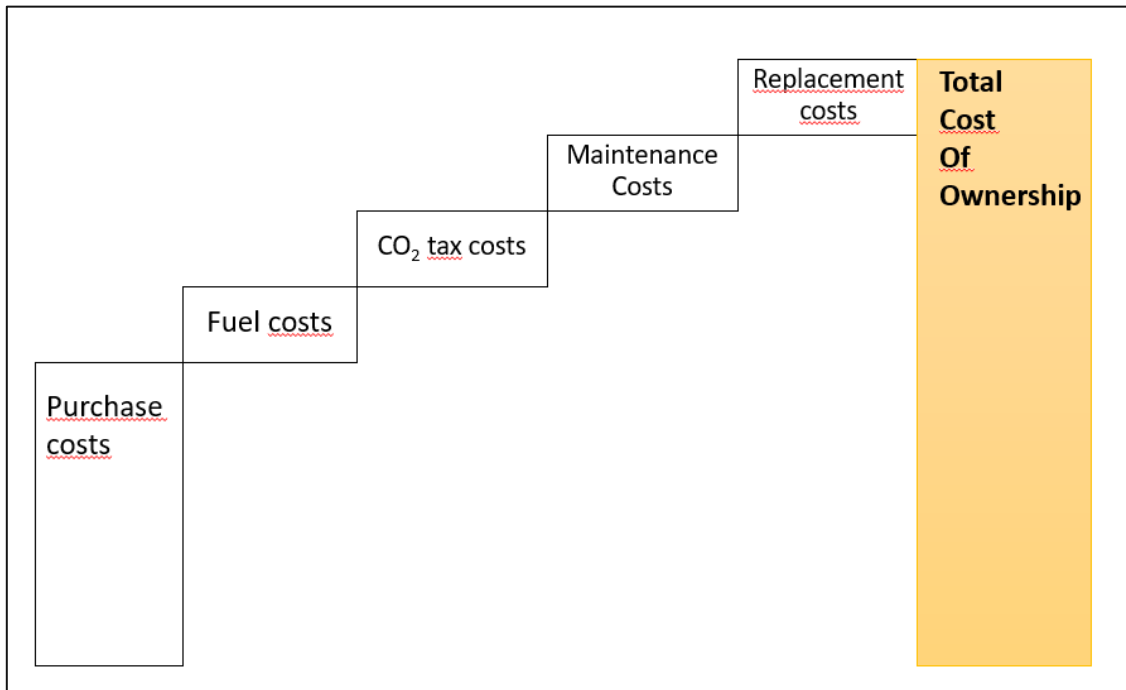 Purchase
costs
Fuel costs
CO₂ tax costs
Maintenance
Costs
Replacement
costs
Total
Cost
Of
Ownership